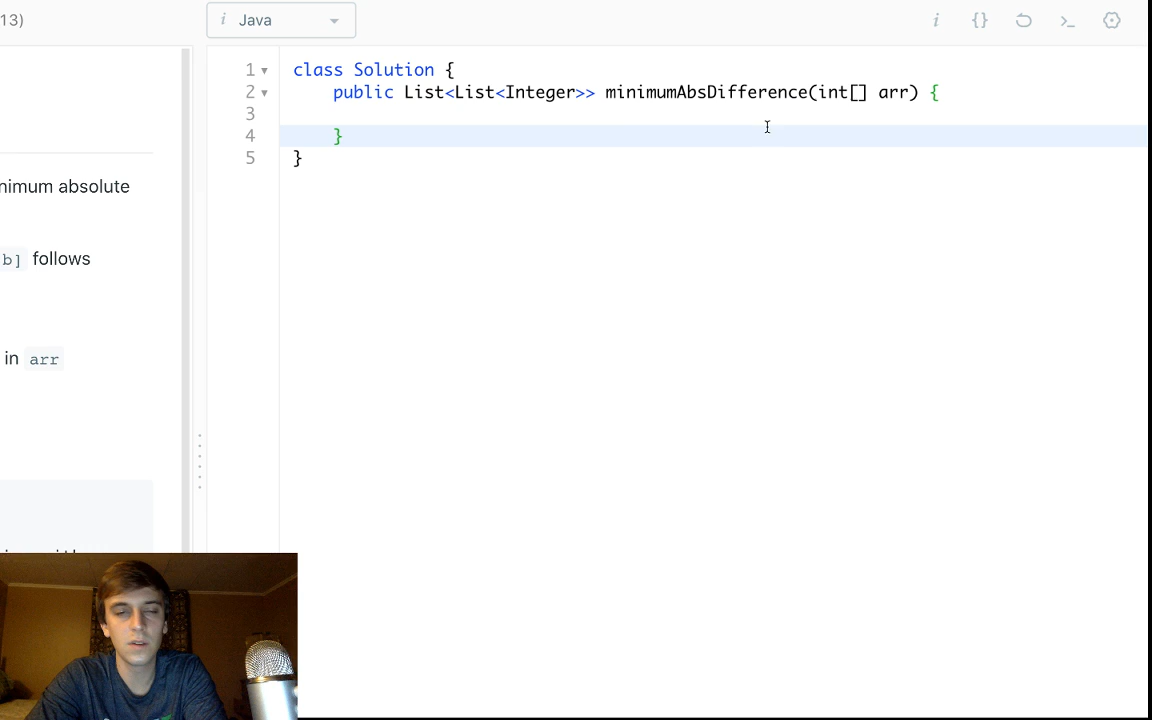 13)
i Java
i {} >_
1 class Solution {
2 public List<List<Integer>> minimumAbsDifference(int[] arr) {
3
4 }
5 }
nimum absolute
b] follows
in arr